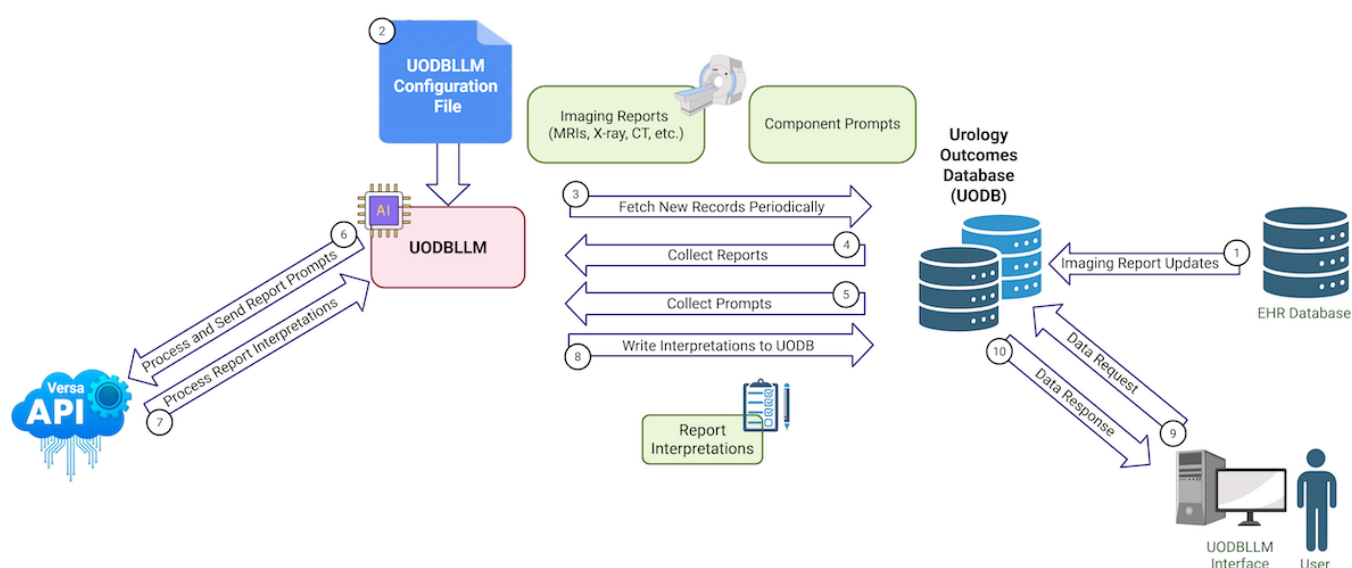 2
UODBLLM
Configuration
File
Imaging Reports
(MRIs, X-ray, CT, etc.)
Component Prompts
Urology
Outcomes
Database
(UODB)
AI
UODBLLM
3
Fetch New Records Periodically
4
Collect Reports
5
Collect Prompts
8
Write Interpretations to UODB
6
Process and Send Report Prompts
7
Process Report Interpretations
Versa
API
1
Imaging Report Updates
EHR Database
9
Data Request
10
Data Response
Report
Interpretations
UODBLLM
Interface
User